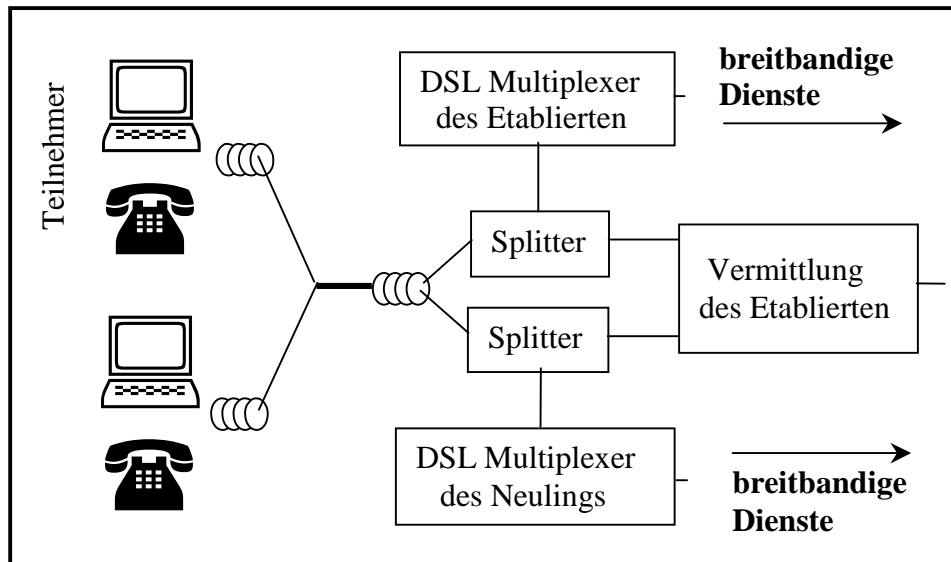 Teilnehmer
DSL Multiplexer
des Etablierten
breitbandige
Dienste
Splitter
Vermittlung
des Etablierten
Splitter
DSL Multiplexer
des Neulings
breitbandige
Dienste